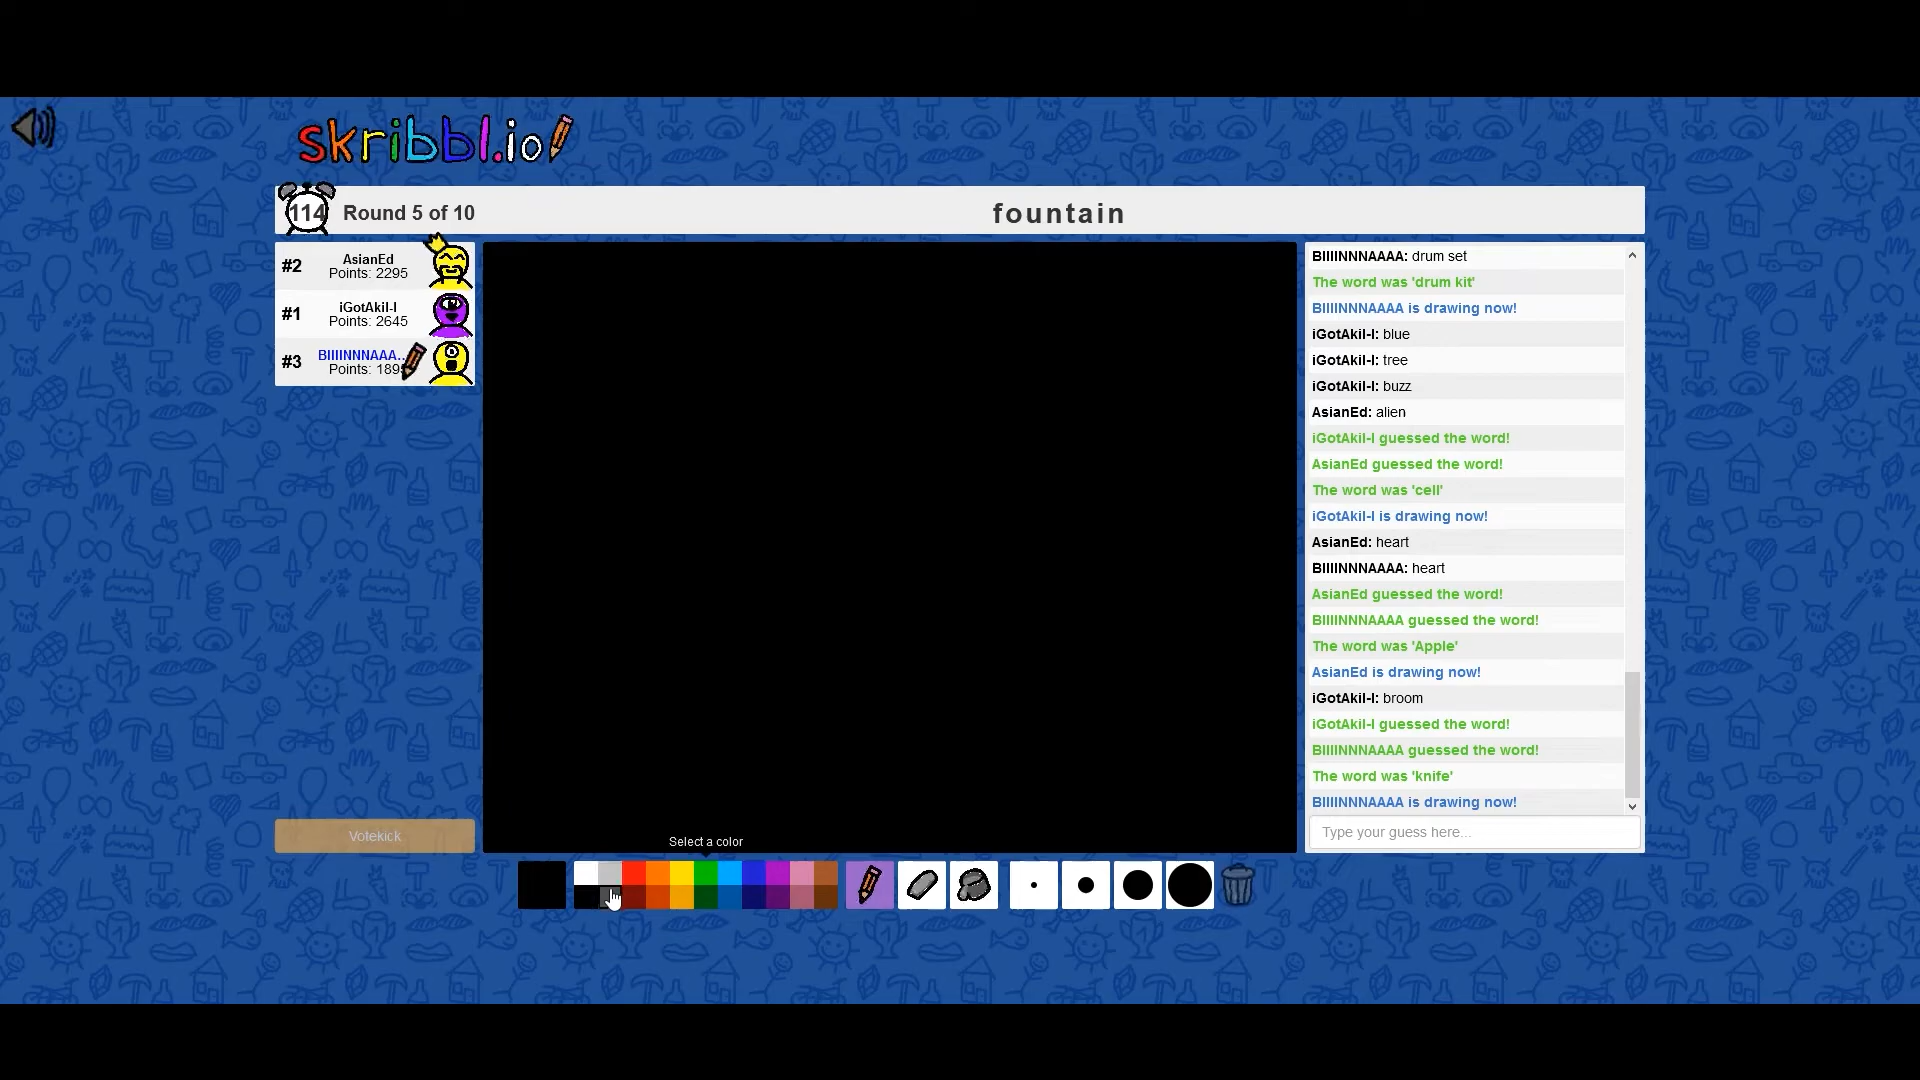 skribbl.io
114
Round 5 of 10
fountain
#2
AsianEd
Points: 2295
#1
iGotAkil-l
Points: 2645
#3
BIIIINNNAAA...
Points: 189
Votekick
BIIIINNNAAAA: drum set
The word was 'drum kit'
BIIIINNNAAAA is drawing now!
iGotAkil-l: blue
iGotAkil-l: tree
iGotAkil-l: buzz
AsianEd: alien
iGotAkil-l guessed the word!
AsianEd guessed the word!
The word was 'cell'
iGotAkil-l is drawing now!
AsianEd: heart
BIIIINNNAAAA: heart
AsianEd guessed the word!
BIIIINNNAAAA guessed the word!
The word was 'Apple'
AsianEd is drawing now!
iGotAkil-l: broom
iGotAkil-l guessed the word!
BIIIINNNAAAA guessed the word!
The word was 'knife'
BIIIINNNAAAA is drawing now!
Type your guess here...
Select a color